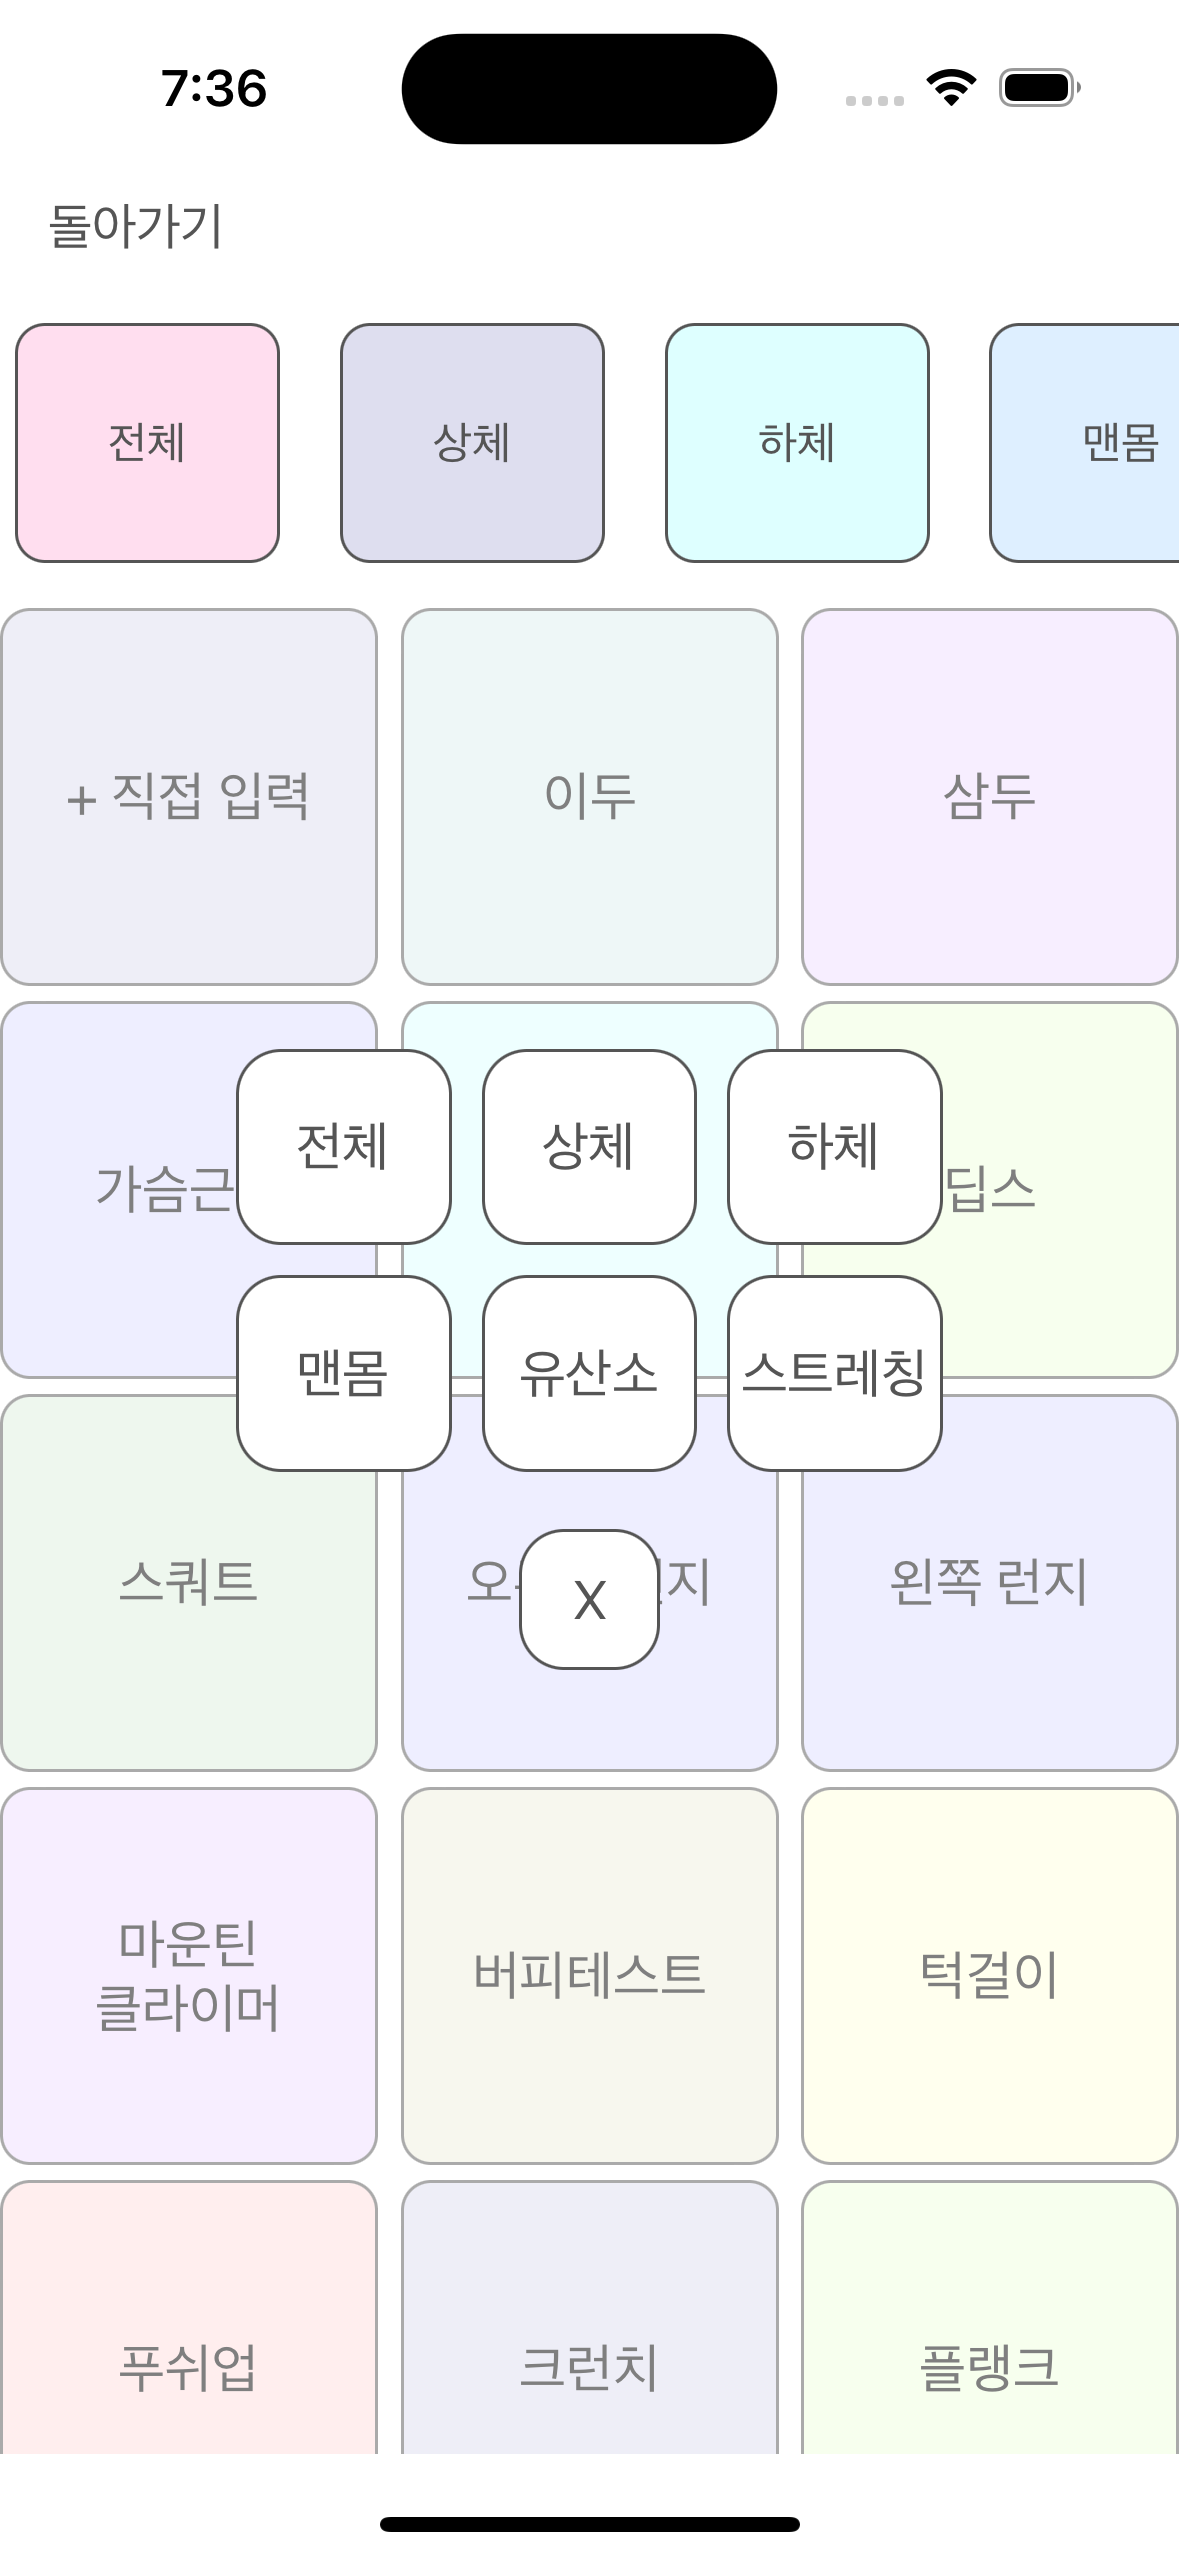 7:36
돌아가기
전체
상체
하체
맨몸
+ 직접 입력
이두
삼두
가슴근
딥스
전체
상체
하체
맨몸
유산소
스트레칭
스쿼트
X
왼쪽 런지
마운틴
클라이머
버피테스트
턱걸이
푸쉬업
크런치
플랭크